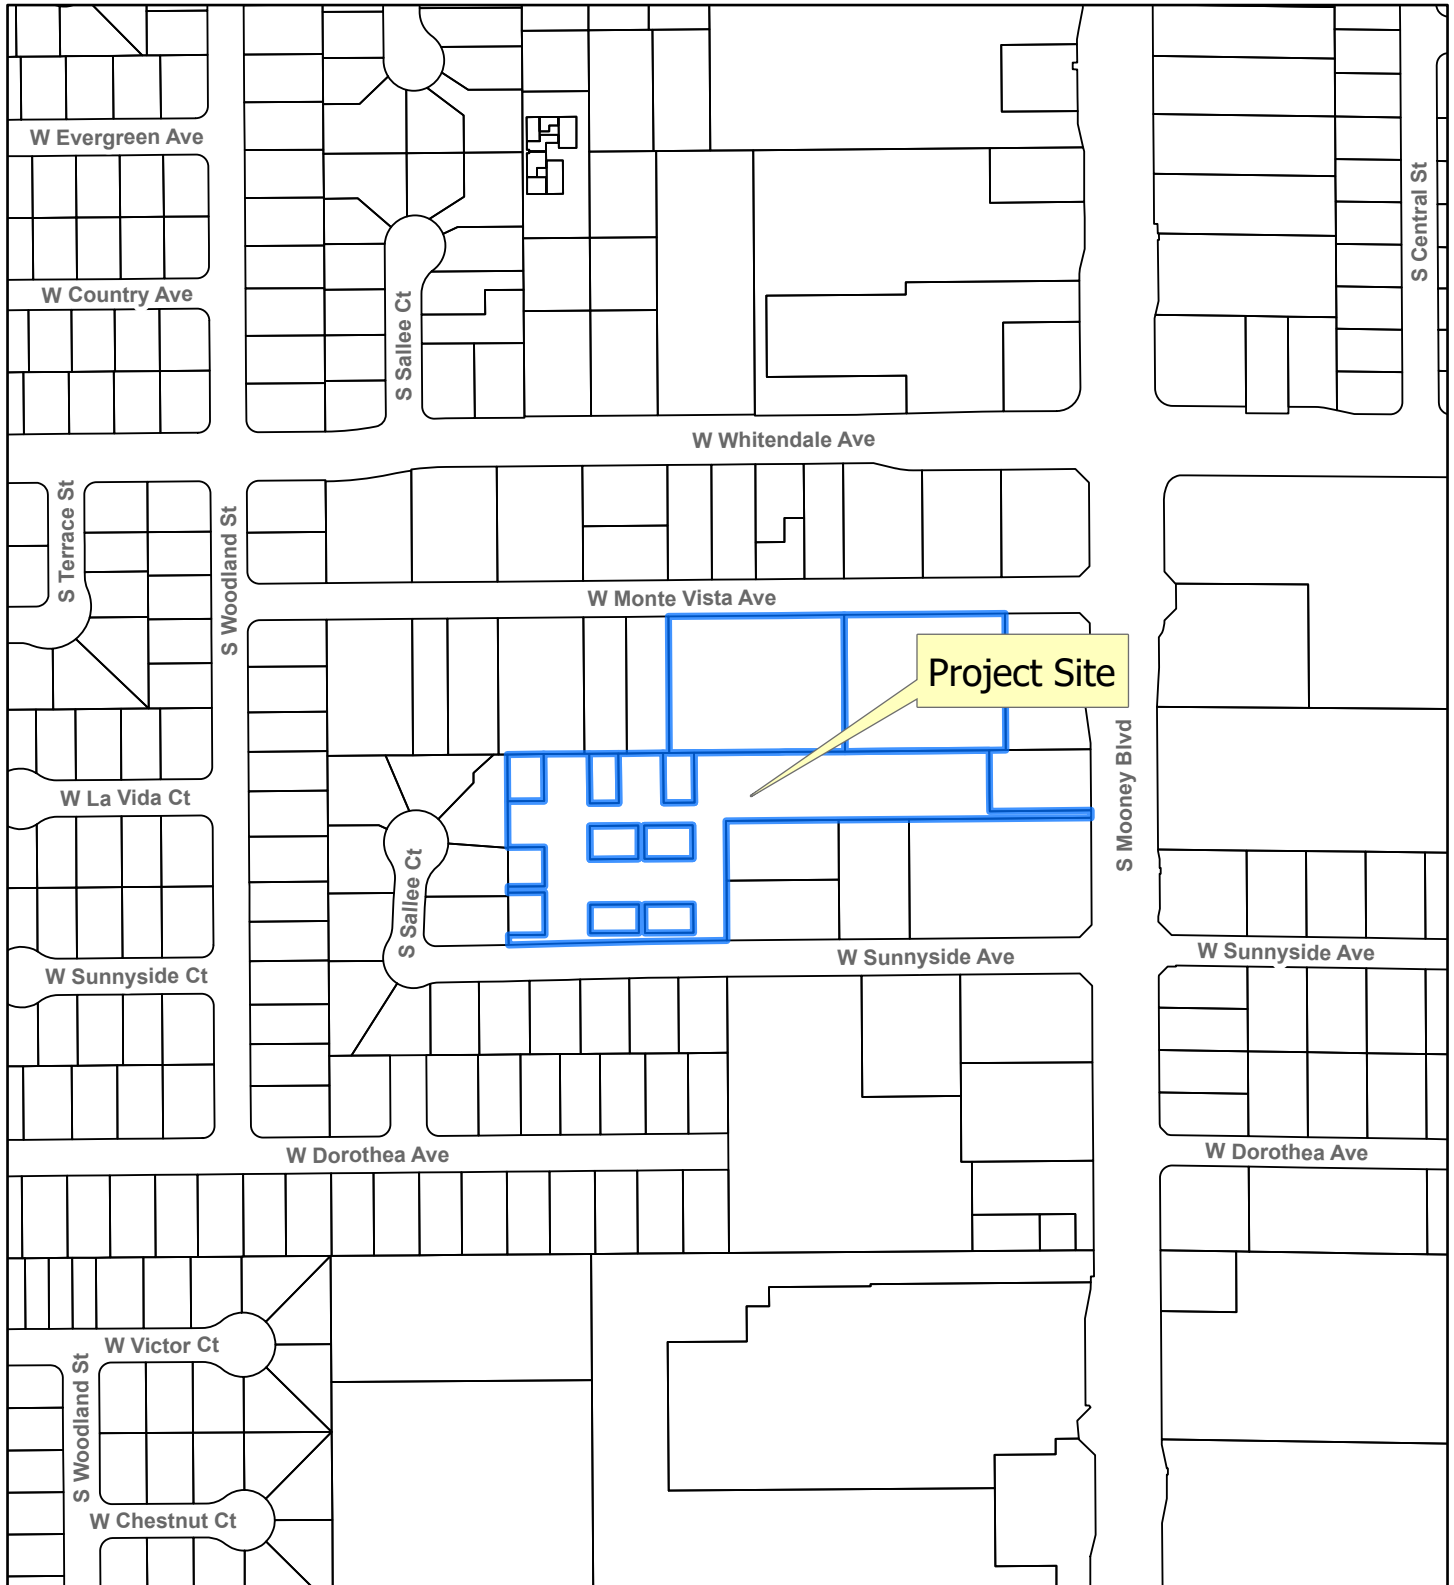 W Evergreen Ave
S Central St
W Country Ave
S Sallee Ct
W Whitendale Ave
S Terrace St
S Woodland St
W Monte Vista Ave
Project Site
S Mooney Blvd
W La Vida Ct
S Sallee Ct
W Sunnyside Ct
W Sunnyside Ave
W Sunnyside Ave
W Dorothea Ave
W Dorothea Ave
W Victor Ct
S Woodland St
W Chestnut Ct